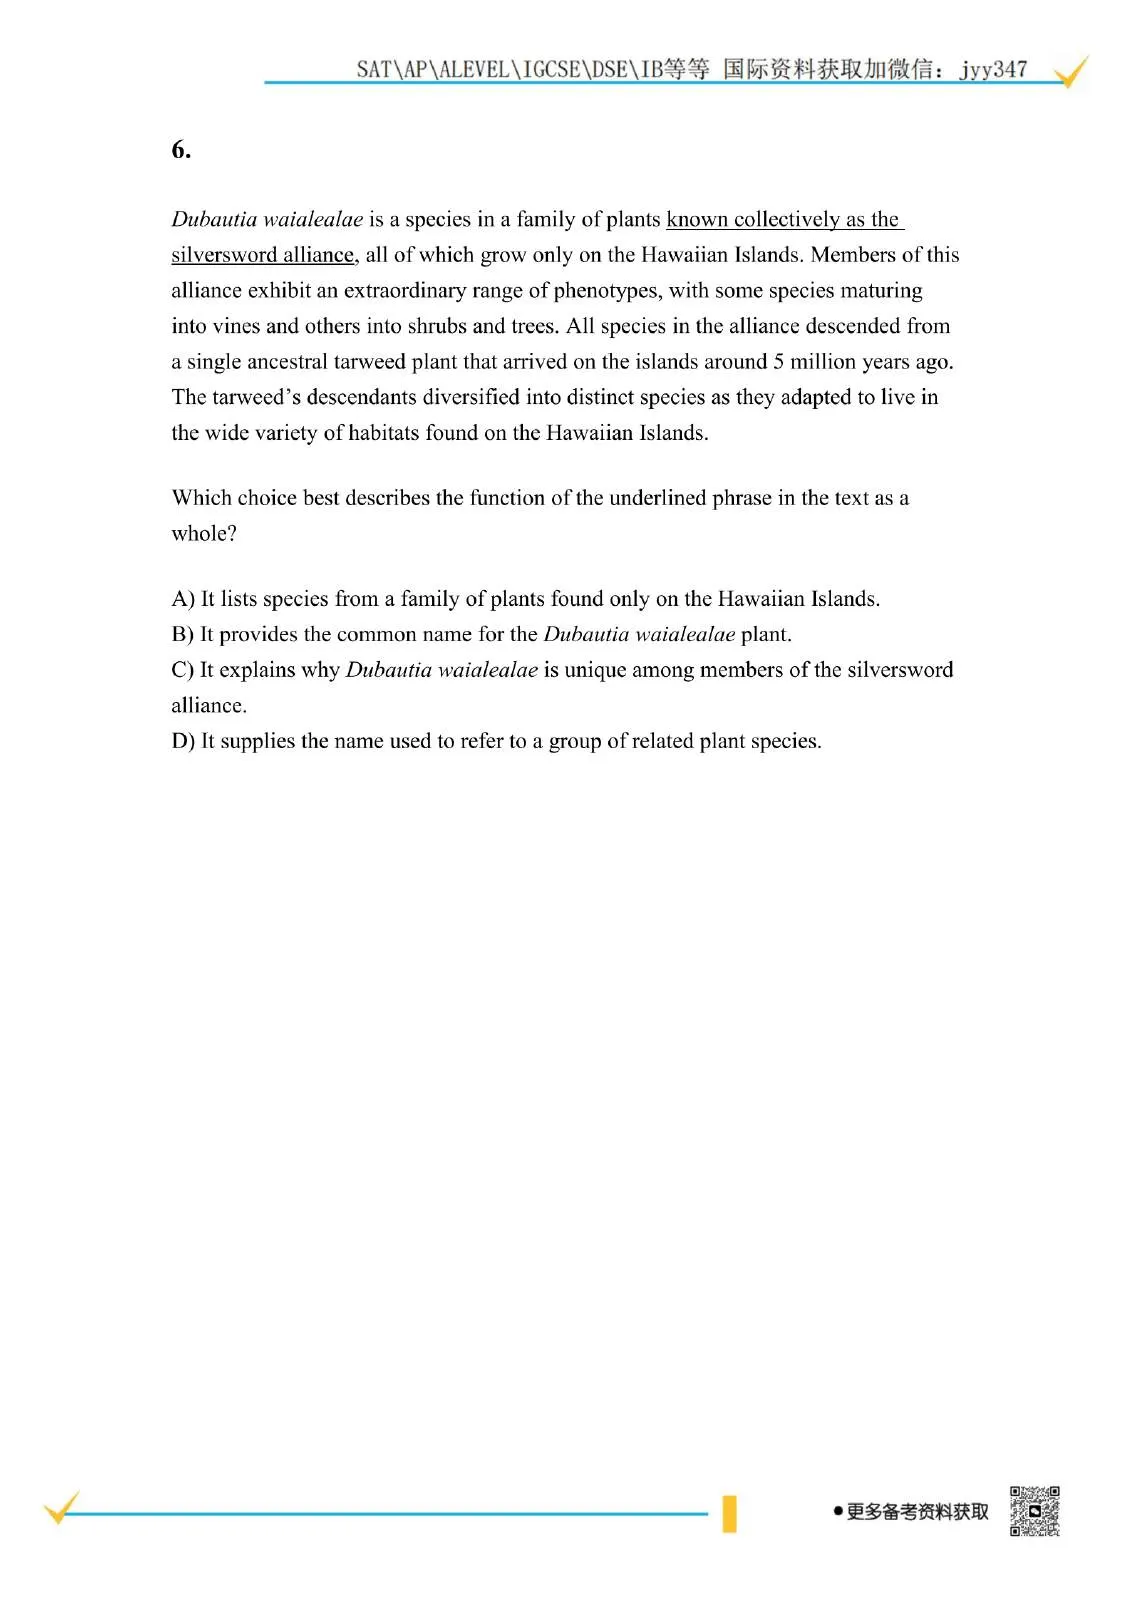 SAT\AP\ALEVEL\IGCSE\DSE\IB等等 国际资料获取加微信：jyy347
6.
Dubautia waialealae is a species in a family of plants known collectively as the
silversword alliance, all of which grow only on the Hawaiian Islands. Members of this
alliance exhibit an extraordinary range of phenotypes, with some species maturing
into vines and others into shrubs and trees. All species in the alliance descended from
a single ancestral tarweed plant that arrived on the islands around 5 million years ago.
The tarweed’s descendants diversified into distinct species as they adapted to live in
the wide variety of habitats found on the Hawaiian Islands.
Which choice best describes the function of the underlined phrase in the text as a
whole?
A) It lists species from a family of plants found only on the Hawaiian Islands.
B) It provides the common name for the Dubautia waialealae plant.
C) It explains why Dubautia waialealae is unique among members of the silversword
alliance.
D) It supplies the name used to refer to a group of related plant species.
●更多备考资料获取